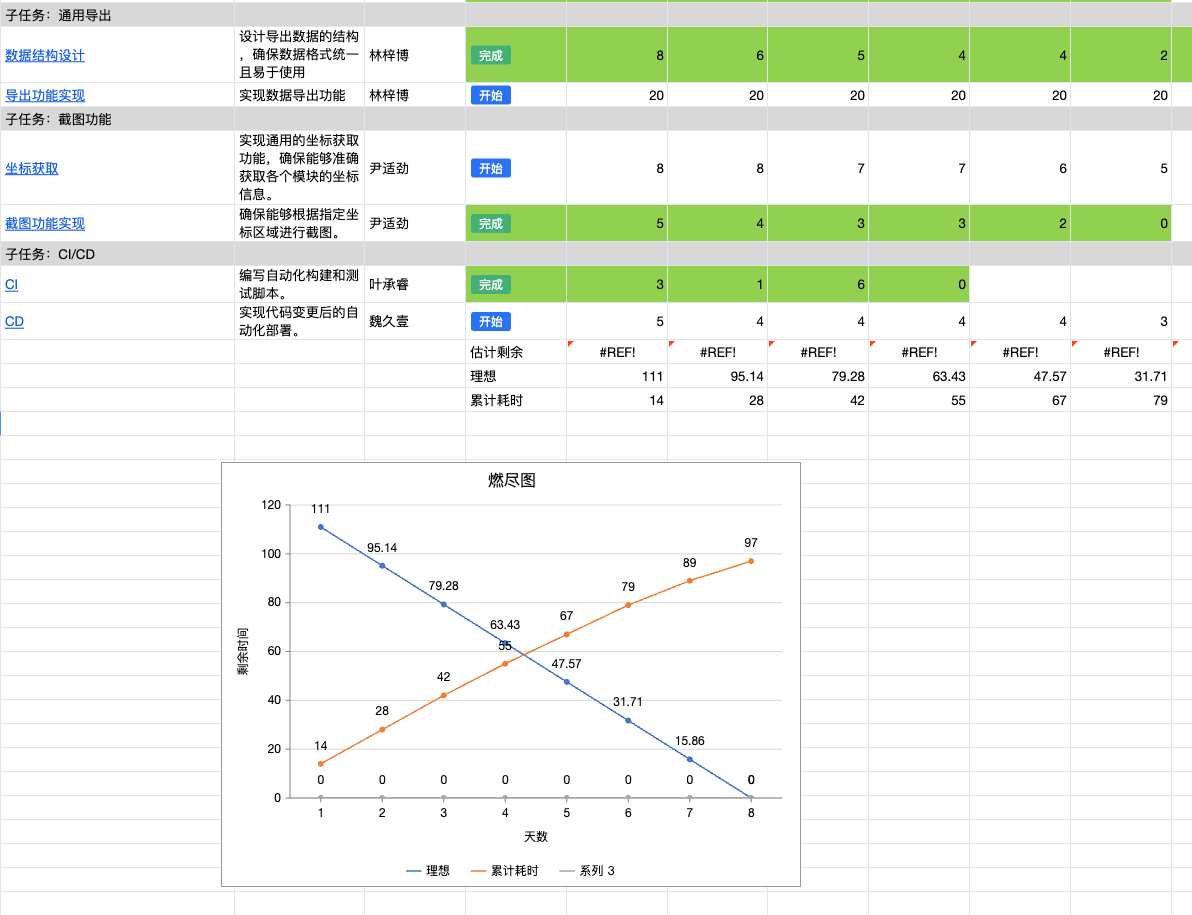 子任务：通用导出
数据结构设计 设计导出数据的结构 林梓博 完成 8 6 5 4 4 2
，确保数据格式统一
且易于使用
导出功能实现 实现数据导出功能 林梓博 开始 20 20 20 20 20 20
子任务：截图功能
坐标获取 实现通用的坐标获取 尹适劲 开始 8 8 7 7 6 5
功能，确保能够准确
获取各个模块的坐标
信息。
截图功能实现 确保能够根据指定坐 尹适劲 完成 5 4 3 3 2 0
标区域进行截图。
子任务：CI/CD
CI 编写自动化构建和测 叶承睿 完成 3 1 6 0
试脚本。
CD 实现代码变更后的自 魏久壹 开始 5 4 4 4 4 3
动化部署。
估计剩余 #REF! #REF! #REF! #REF! #REF! #REF!
理想 111 95.14 79.28 63.43 47.57 31.71
累计耗时 14 28 42 55 67 79
燃尽图
剩余时间
120
100
80
60
40
20
0
111
95.14
79.28
63.43
47.57
31.71
15.86
0
14
28
42
55
67
79
89
97
0 0 0 0 0 0 0 0
1 2 3 4 5 6 7 8
天数
理想 累计耗时 系列 3